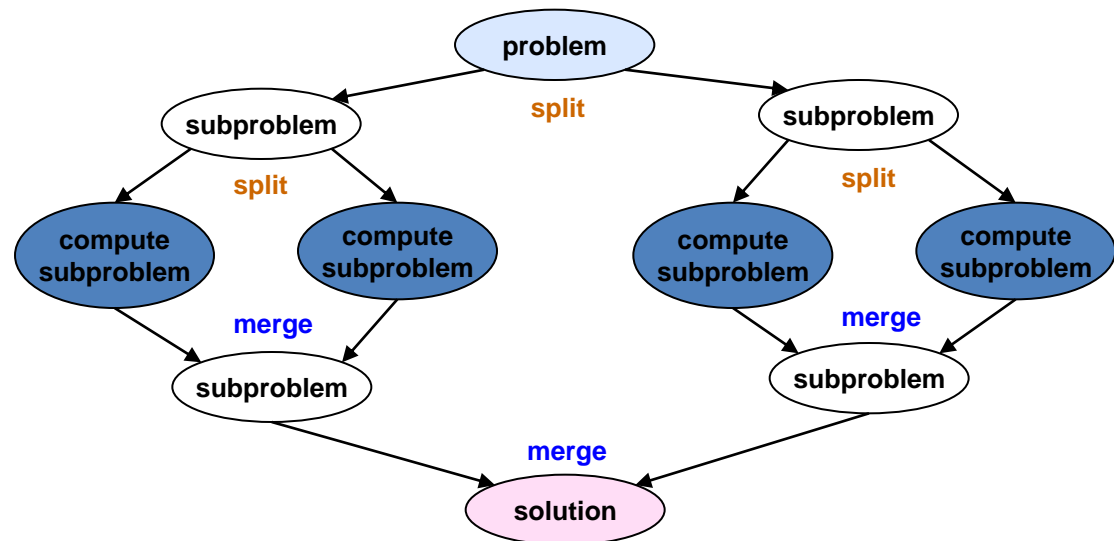 problem
split
subproblem
subproblem
split
split
compute
subproblem
compute
subproblem
compute
subproblem
compute
subproblem
merge
merge
subproblem
subproblem
merge
solution